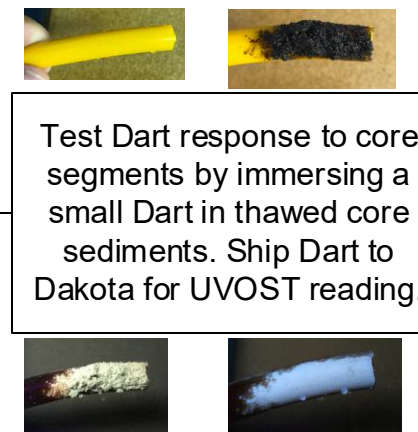 Test Dart response to core
segments by immersing a
small Dart in thawed core
sediments. Ship Dart to
Dakota for UVOST reading.